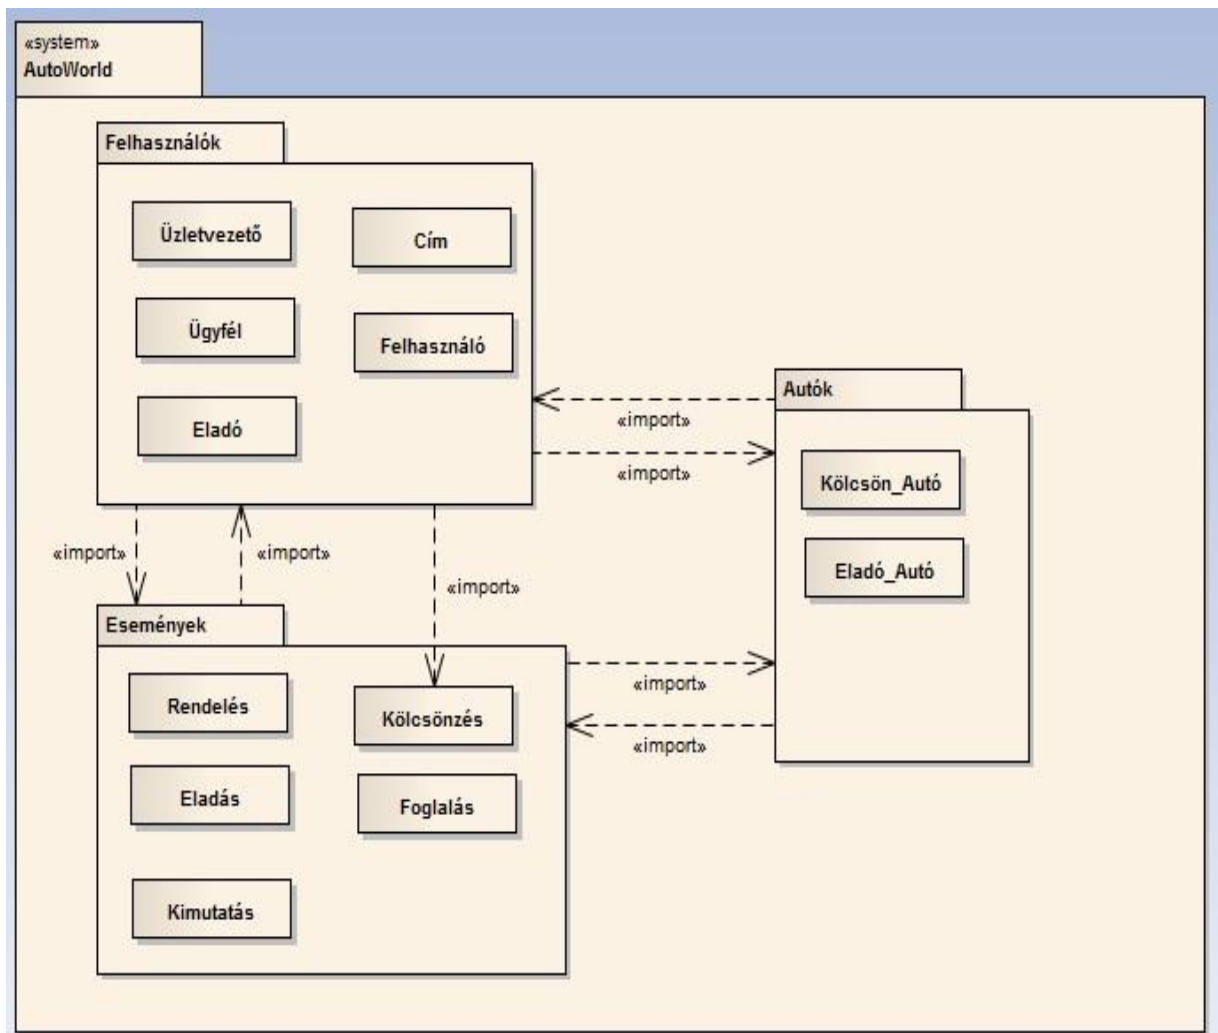 «system»
AutoWorld
Felhasználók
Üzletvezető
Cím
Ügyfél
Felhasználó
Eladó
Autók
«import»
«import»
Kölcsön_Autó
Eladó_Autó
«import»
«import»
«import»
Események
Rendelés
Kölcsönzés
«import»
«import»
Eladás
Foglalás
Kimutatás